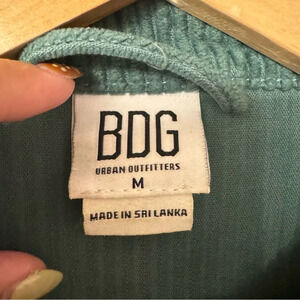 BDG
URBAN OUTFITTERS
M
MADE IN SRI LANKA